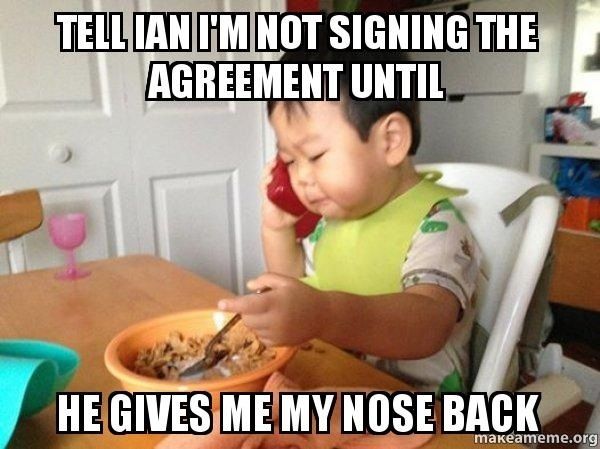 TELL IAN I'M NOT SIGNING THE
AGREEMENT UNTIL
HE GIVES ME MY NOSE BACK
makeameme.org